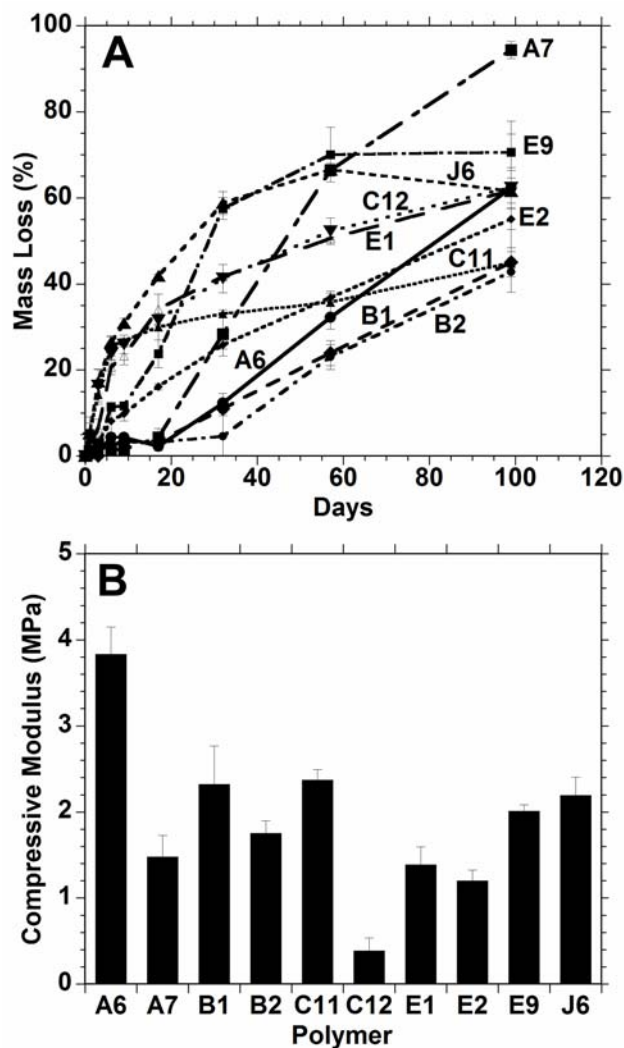 A
100
80
60
40
20
0
Mass Loss (%)
A7
E9
J6
C12
E2
E1
C11
B1
B2
A6
0 20 40 60 80 100 120
Days
B
5
4
3
2
1
0
Compressive Modulus (MPa)
A6 A7 B1 B2 C11 C12 E1 E2 E9 J6
Polymer